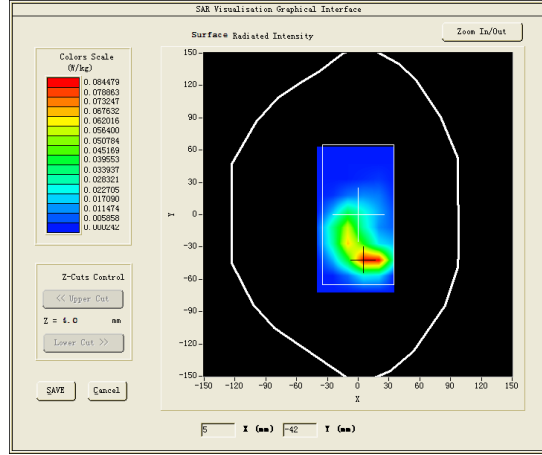 SAR Visualisation Graphical Interface
Surface Radiated Intensity
Zoom In/Out
Colors Scale
(W/kg)
0.084479
0.078863
0.073247
0.067632
0.062016
0.056400
0.050784
0.045169
0.039553
0.033937
0.028321
0.022705
0.017090
0.011474
0.005858
0.000242
150
120
90
60
30
0
-30
-60
-90
-120
-150
Y
-150 -120 -90 -60 -30 0 30 60 90 120 150
X
Z-Cuts Control
<< Upper Cut
Z = 4.0 mm
Lower Cut >>
SAVE Cancel
5 X (mm) -42 Y (mm)